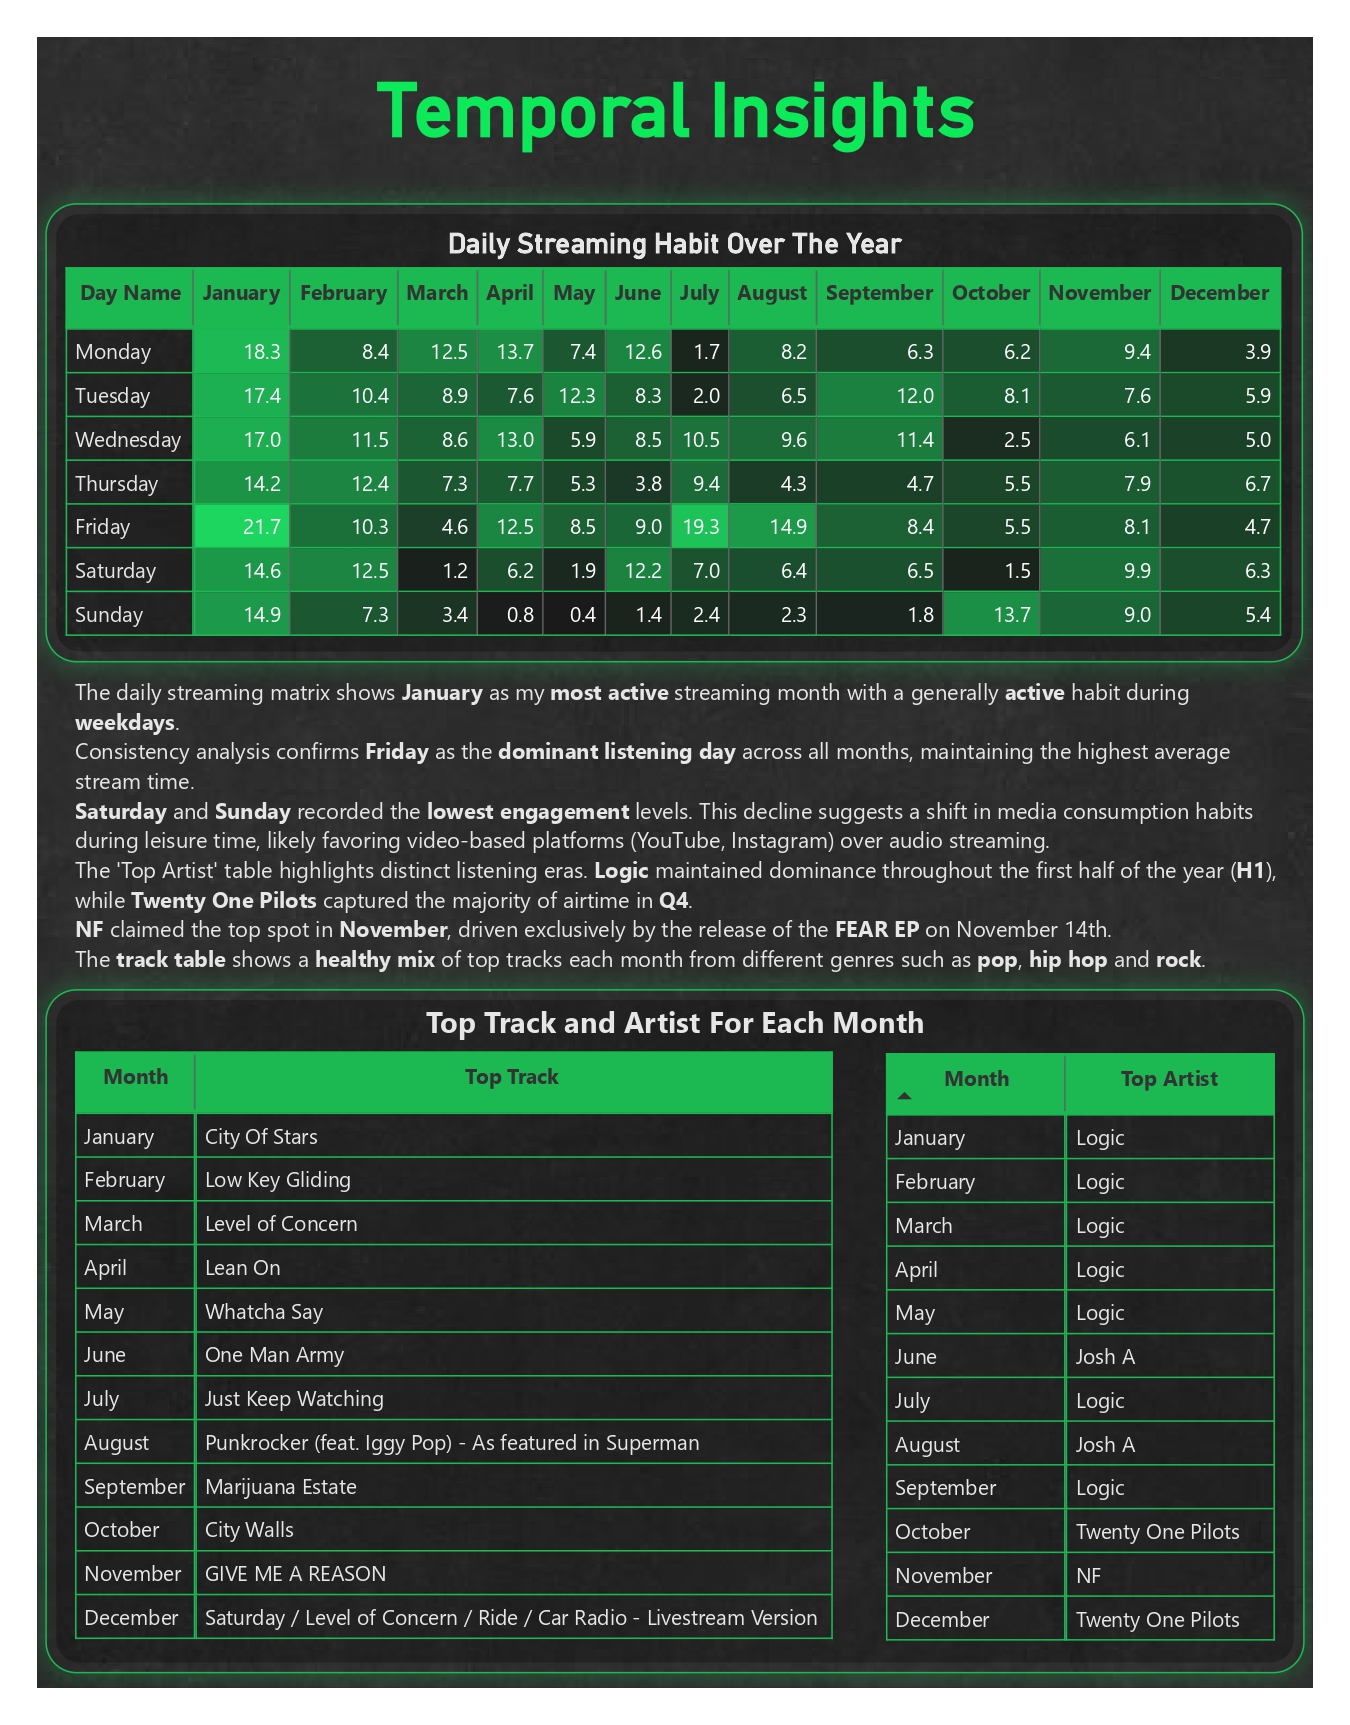 Temporal Insights
Daily Streaming Habit Over The Year
Day Name January February March April May June July August September October November December
Monday 18.3 8.4 12.5 13.7 7.4 12.6 1.7 8.2 6.3 6.2 9.4 3.9
Tuesday 17.4 10.4 8.9 7.6 12.3 8.3 2.0 6.5 12.0 8.1 7.6 5.9
Wednesday 17.0 11.5 8.6 13.0 5.9 8.5 10.5 9.6 11.4 2.5 6.1 5.0
Thursday 14.2 12.4 7.3 7.7 5.3 3.8 9.4 4.3 4.7 5.5 7.9 6.7
Friday 21.7 10.3 4.6 12.5 8.5 9.0 19.3 14.9 8.4 5.5 8.1 4.7
Saturday 14.6 12.5 1.2 6.2 1.9 12.2 7.0 6.4 6.5 1.5 9.9 6.3
Sunday 14.9 7.3 3.4 0.8 0.4 1.4 2.4 2.3 1.8 13.7 9.0 5.4
The daily streaming matrix shows January as my most active streaming month with a generally active habit during
weekdays.
Consistency analysis confirms Friday as the dominant listening day across all months, maintaining the highest average
stream time.
Saturday and Sunday recorded the lowest engagement levels. This decline suggests a shift in media consumption habits
during leisure time, likely favoring video-based platforms (YouTube, Instagram) over audio streaming.
The 'Top Artist' table highlights distinct listening eras. Logic maintained dominance throughout the first half of the year (H1),
while Twenty One Pilots captured the majority of airtime in Q4.
NF claimed the top spot in November, driven exclusively by the release of the FEAR EP on November 14th.
The track table shows a healthy mix of top tracks each month from different genres such as pop, hip hop and rock.
Top Track and Artist For Each Month
Month Top Track
January City Of Stars
February Low Key Gliding
March Level of Concern
April Lean On
May Whatcha Say
June One Man Army
July Just Keep Watching
August Punkrocker (feat. Iggy Pop) - As featured in Superman
September Marijuana Estate
October City Walls
November GIVE ME A REASON
December Saturday / Level of Concern / Ride / Car Radio - Livestream Version
Month Top Artist
January Logic
February Logic
March Logic
April Logic
May Logic
June Josh A
July Logic
August Josh A
September Logic
October Twenty One Pilots
November NF
December Twenty One Pilots